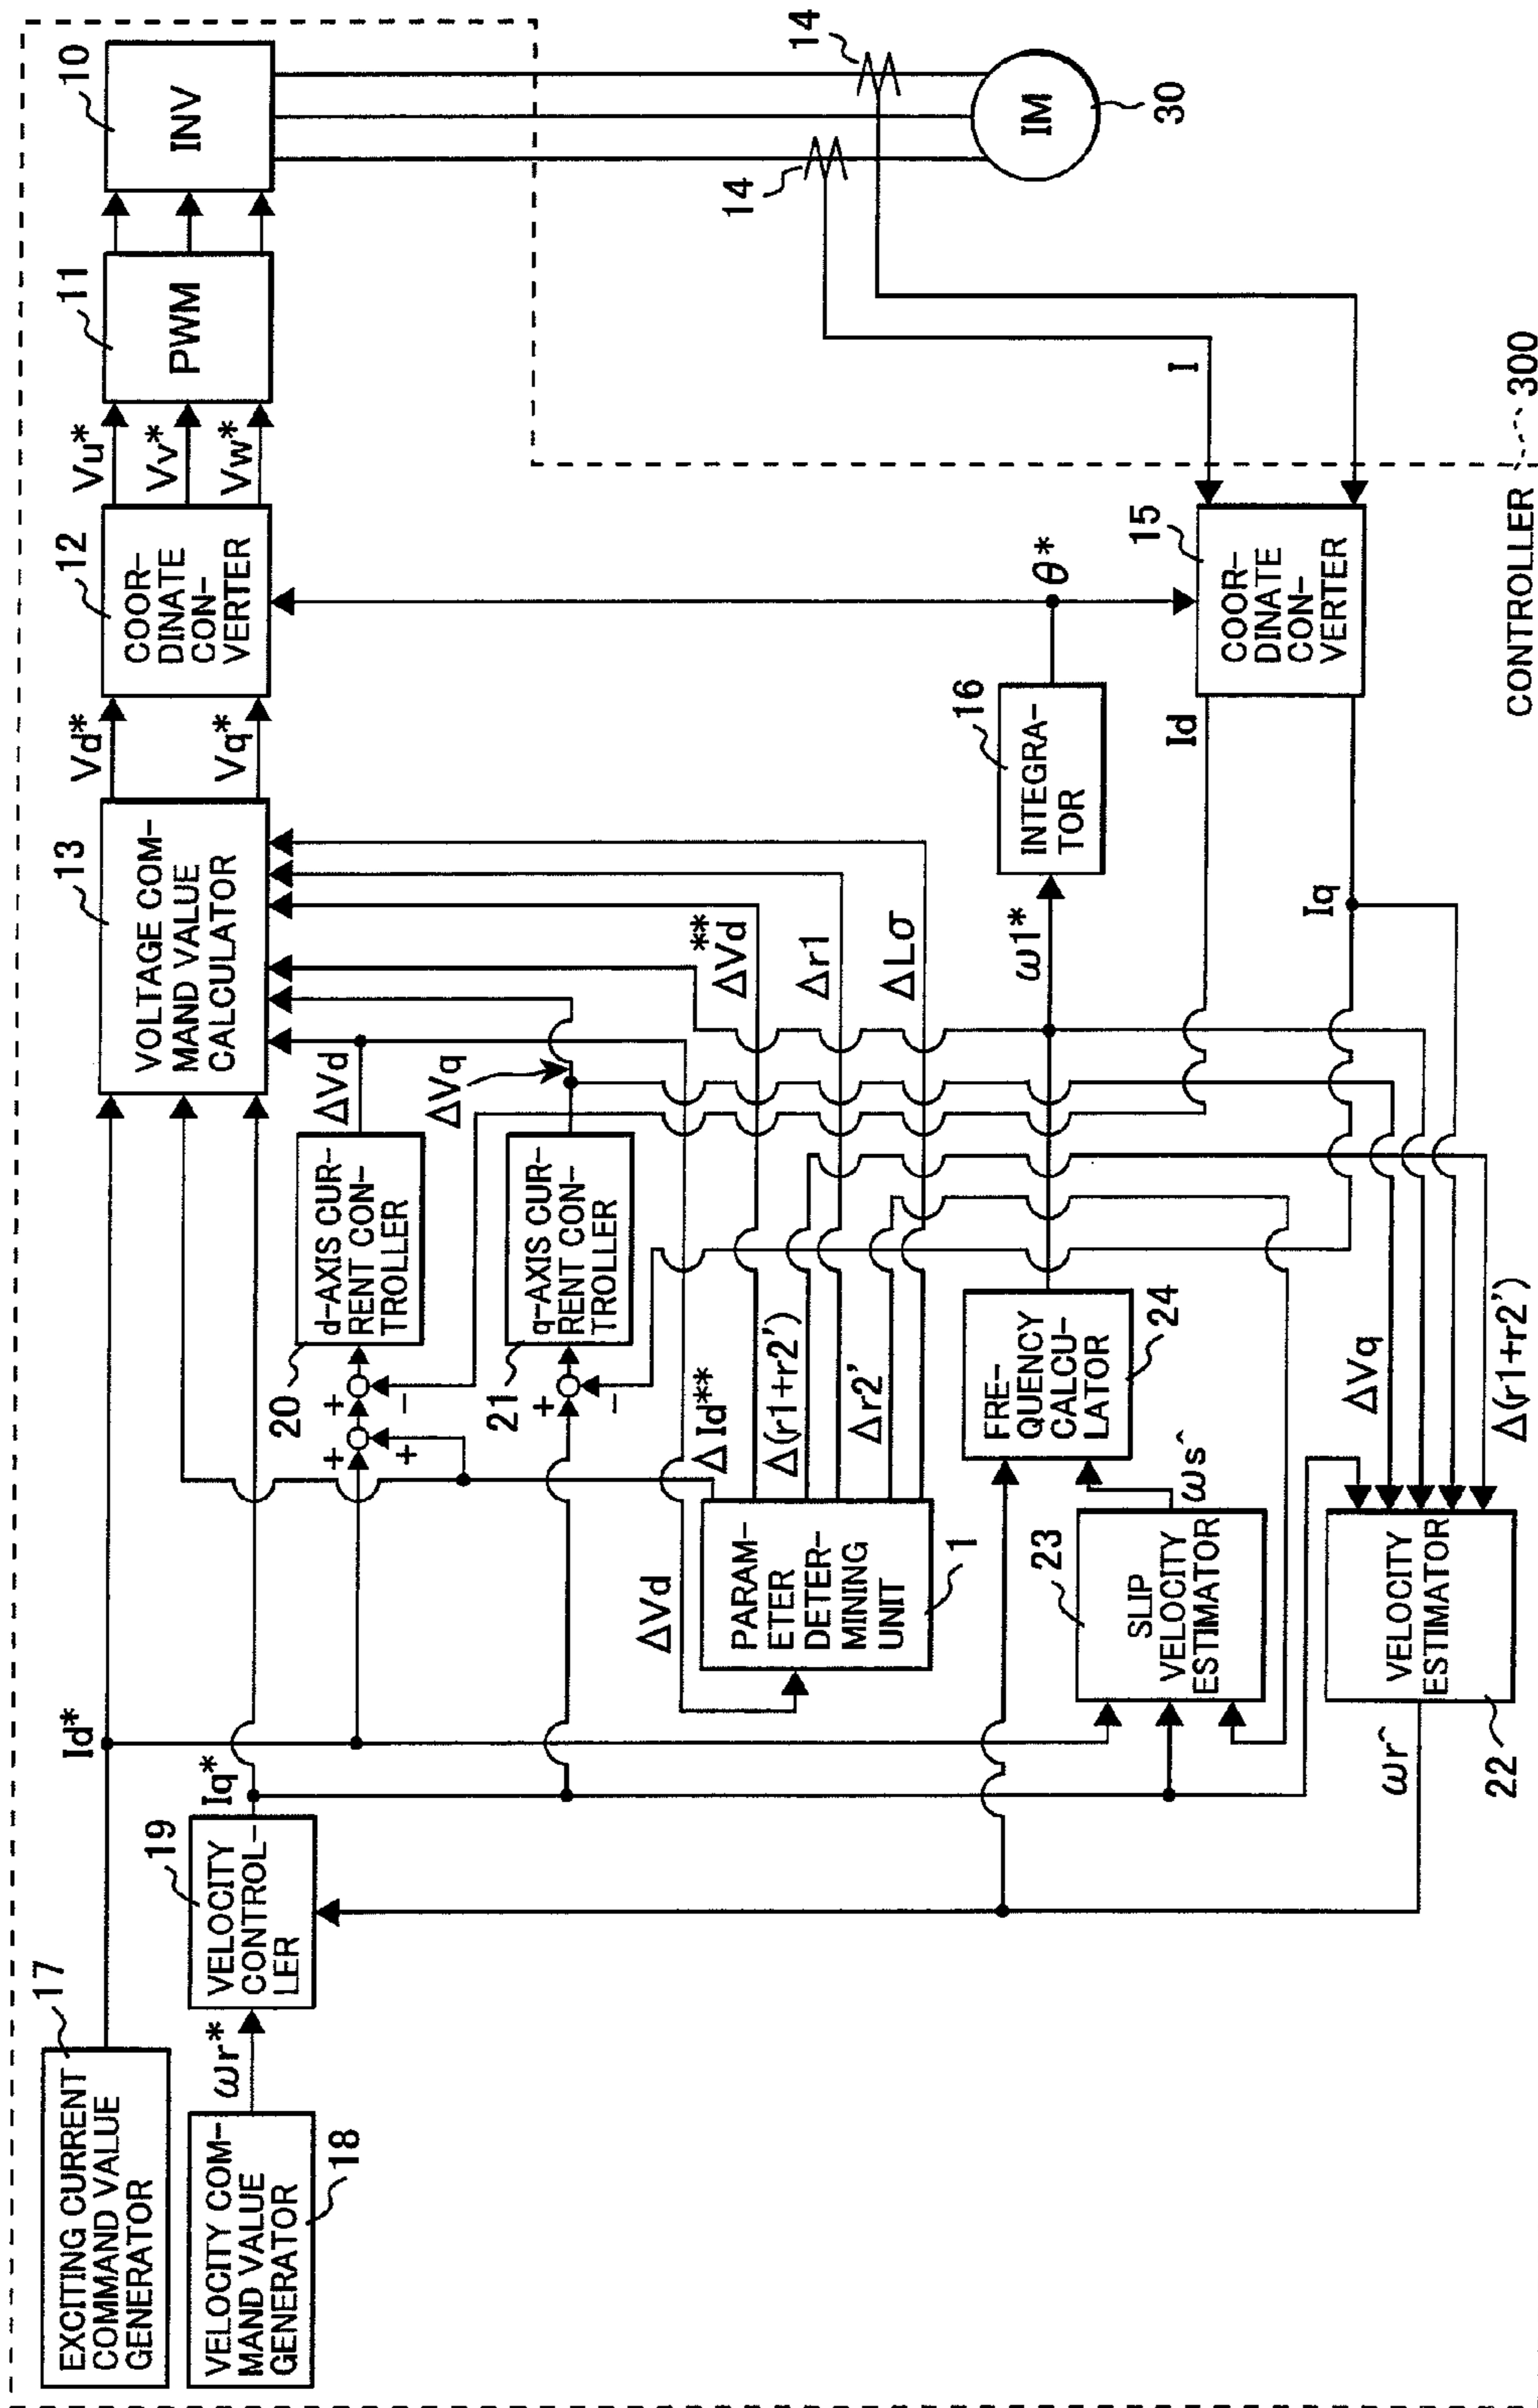 EXCITING CURRENT
COMMAND VALUE
GENERATOR
17
VELOCITY COM-
MAND VALUE
GENERATOR
18
ωr*
19
VELOCITY
CONTROL-
LER
Id*
Iq*
20
d-AXIS CUR-
RENT CON-
TROLLER
+
+
+
−
ΔVd
21
q-AXIS CUR-
RENT CON-
TROLLER
+
−
ΔVq
13
VOLTAGE COM-
MAND VALUE
CALCULATOR
Vd*
Vq*
12
COOR-
DINATE
CON-
VERTER
Vu*
Vv*
Vw*
11
PWM
10
INV
14
14
IM
30
ΔVd
PARAM-
ETER
DETER-
MINING
UNIT
1
ΔId**
Δ(r1+r2')
Δr2'
ΔVd**
Δr1
ΔLσ
FRE-
QUENCY
CALCU-
LATOR
24
ω1*
16
INTEGRA-
TOR
θ*
23
SLIP
VELOCITY
ESTIMATOR
ωs^
15
COOR-
DINATE
CON-
VERTER
I
Id
Iq
VELOCITY
ESTIMATOR
22
ωr^
ΔVq
Δ(r1+r2')
CONTROLLER 300